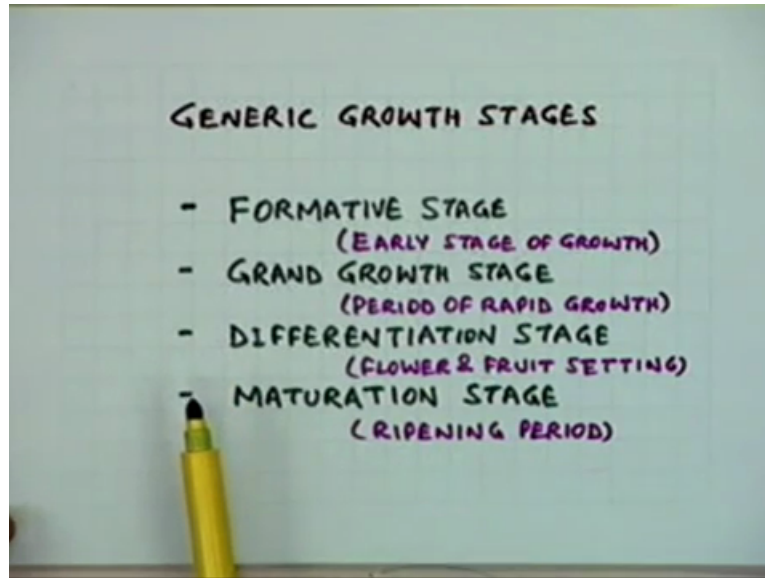 GENERIC GROWTH STAGES
- FORMATIVE STAGE
(EARLY STAGE OF GROWTH)
- GRAND GROWTH STAGE
(PERIOD OF RAPID GROWTH)
- DIFFERENTIATION STAGE
(FLOWER & FRUIT SETTING)
- MATURATION STAGE
(RIPENING PERIOD)